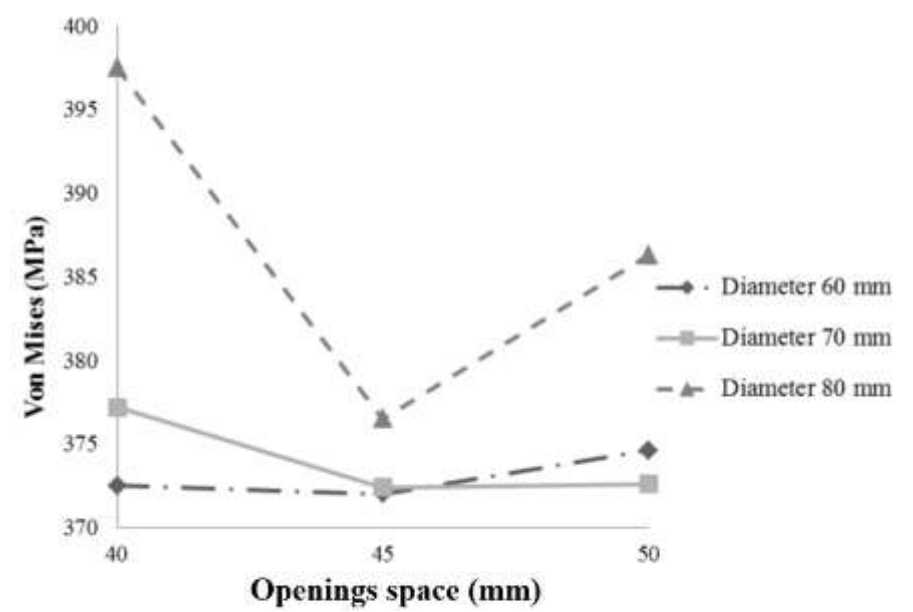 400
395
390
385
380
375
370
Von Mises (MPa)
40
45
50
Openings space (mm)
Diameter 60 mm
Diameter 70 mm
Diameter 80 mm